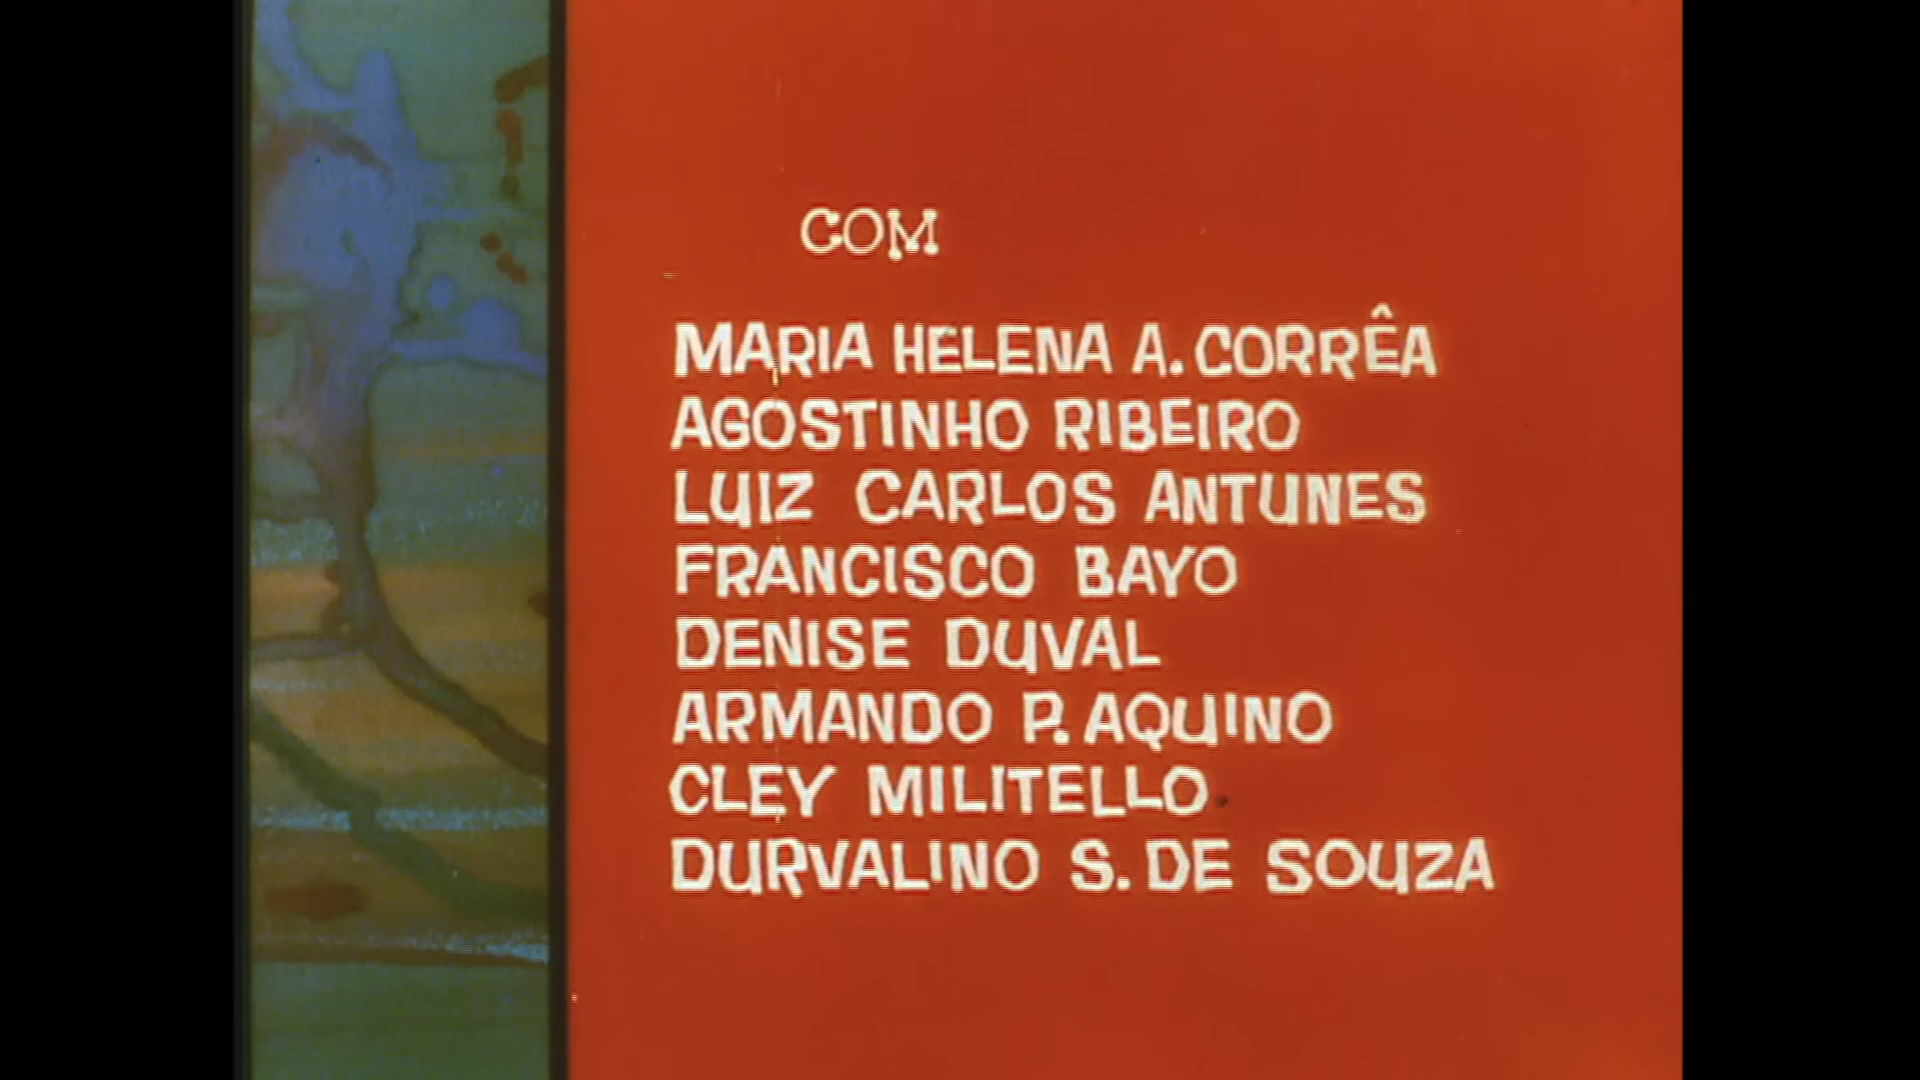 COM
MARIA HELENA A. CORRÊA
AGOSTINHO RIBEIRO
LUIZ CARLOS ANTUNES
FRANCISCO BAYO
DENISE DUVAL
ARMANDO P. AQUINO
CLEY MILITELLO
DURVALINO S. DE SOUZA